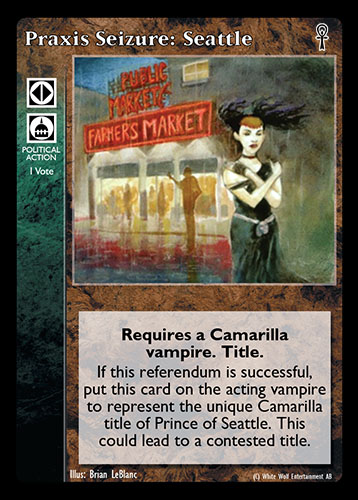 Praxis Seizure: Seattle
PUBLIC
MARKET
FARMERS MARKET
POLITICAL
ACTION
1 Vote
Requires a Camarilla
vampire. Title.
If this referendum is successful,
put this card on the acting vampire
to represent the unique Camarilla
title of Prince of Seattle. This
could lead to a contested title.
Illus: Brian LeBlanc
(C) White Wolf Entertainment AB